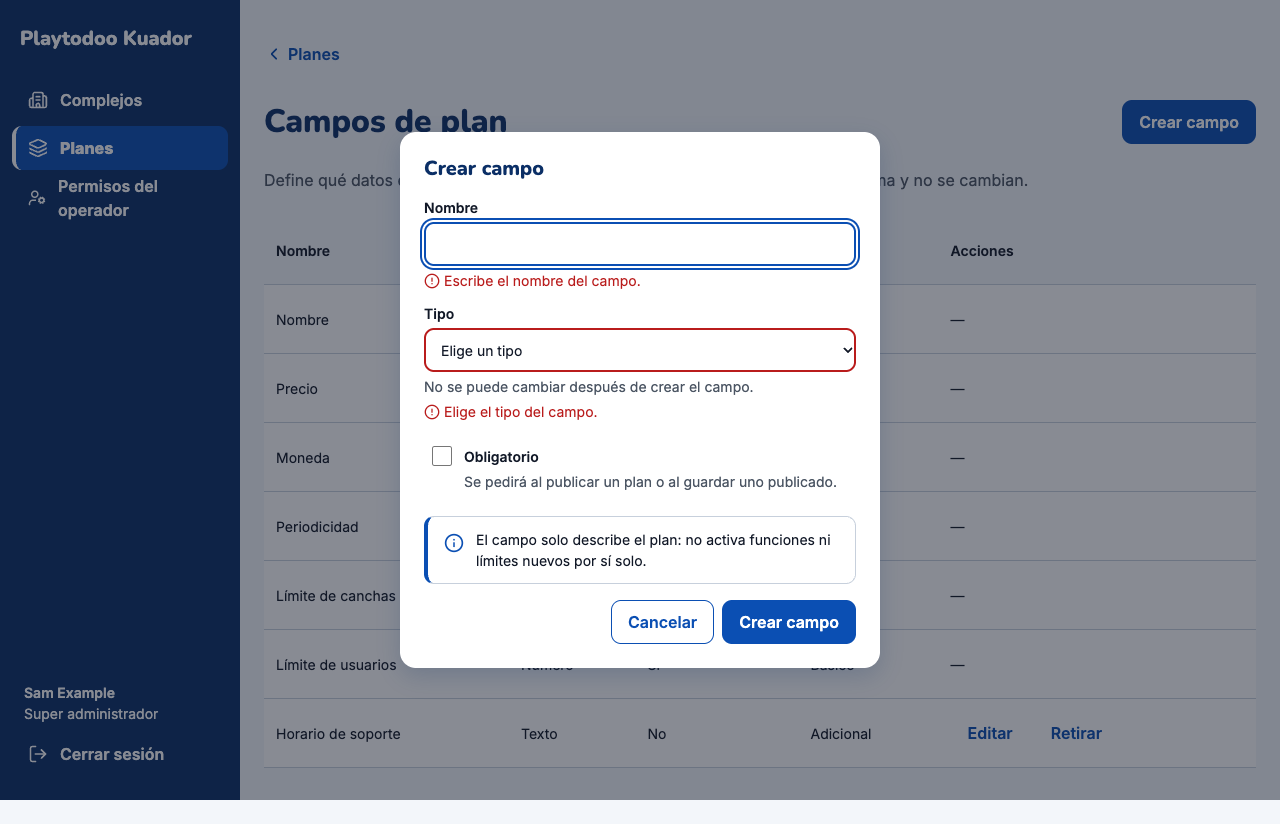 Playtodoo Kuador
Complejos
Planes
Permisos del
operador
Sam Example
Super administrador
Cerrar sesión
Planes
Campos de plan
Crear campo
Define qué datos
na y no se cambian.
Nombre
Acciones
Nombre
—
Precio
—
Moneda
—
Periodicidad
—
Límite de canchas
—
Límite de usuarios
—
Horario de soporte
Texto
No
Adicional
Editar
Retirar
Crear campo
Nombre
Escribe el nombre del campo.
Tipo
Elige un tipo
No se puede cambiar después de crear el campo.
Elige el tipo del campo.
Obligatorio
Se pedirá al publicar un plan o al guardar uno publicado.
El campo solo describe el plan: no activa funciones ni
límites nuevos por sí solo.
Cancelar
Crear campo